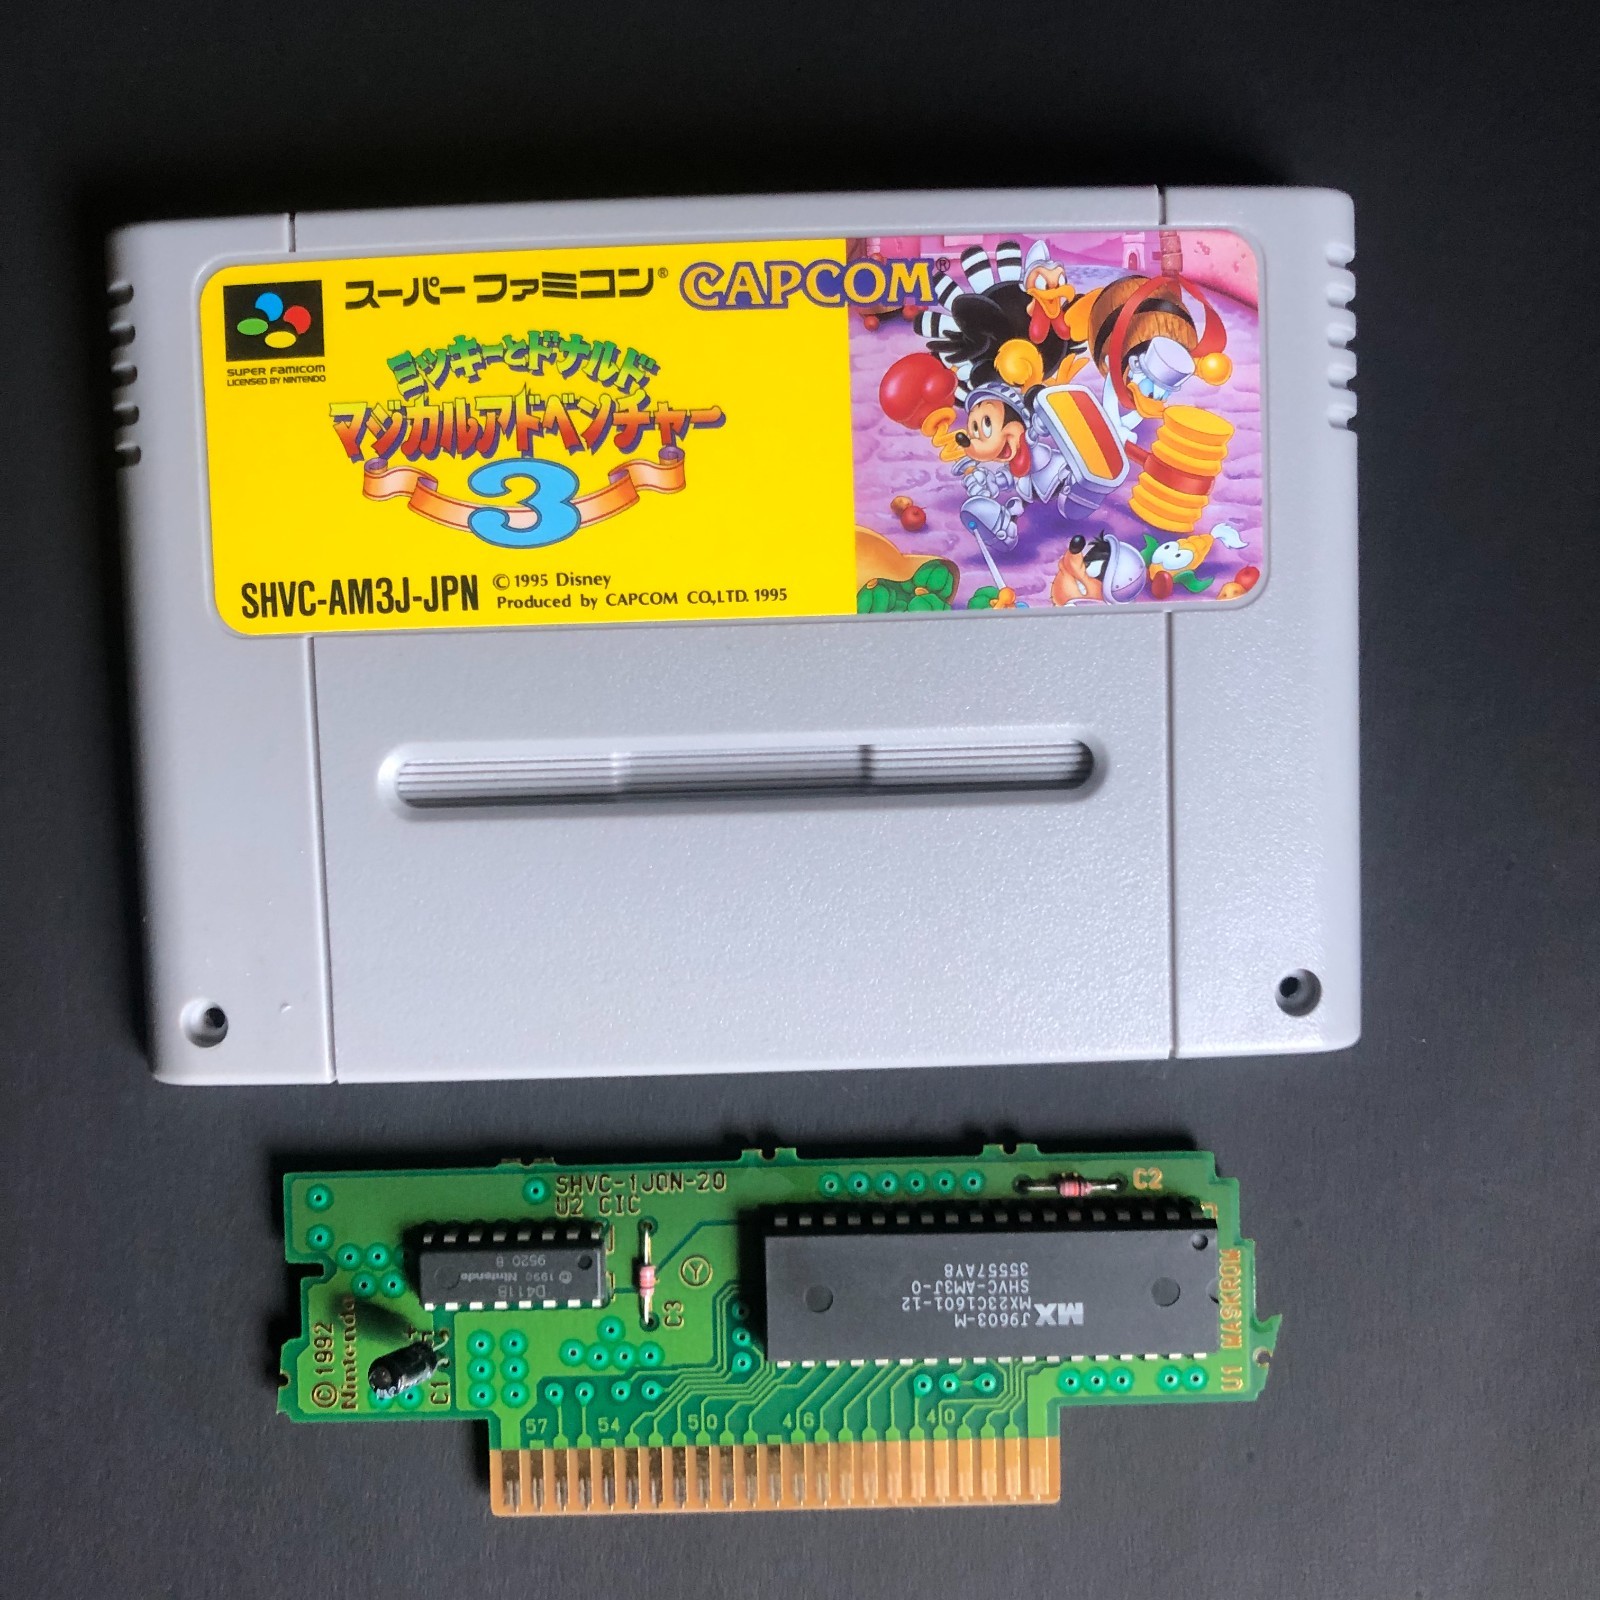 スーパーファミコン®
CAPCOM®
SUPER FAMICOM
LICENSED BY NINTENDO
ミッキーとドナルド
マジカルアドベンチャー
3
SHVC-AM3J-JPN
© 1995 Disney
Produced by CAPCOM CO.,LTD. 1995
SHVC-1J0N-20
U2 CIC
C2
D411B
© 1990 Nintendo
9520 B
C3
Y
MX
J9603-M
MX23C1601-12
SHVC-AM3J-0
35557AY8
U1 MASKROM
© 1992
Nintendo
C1
57 54 50 46 40